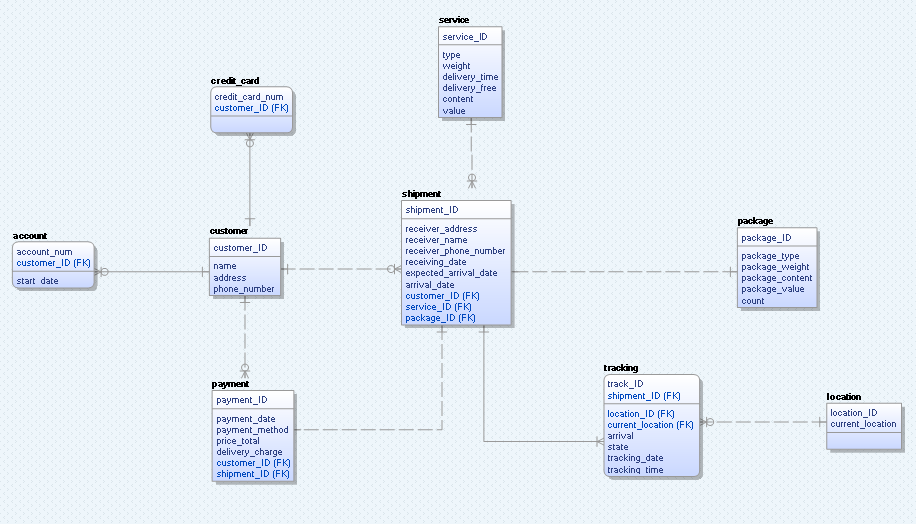 service
service_ID
type
weight
delivery_time
delivery_free
content
value
credit_card
credit_card_num
customer_ID (FK)
shipment
shipment_ID
receiver_address
receiver_name
receiver_phone_number
receiving_date
expected_arrival_date
arrival_date
customer_ID (FK)
service_ID (FK)
package_ID (FK)
package
package_ID
package_type
package_weight
package_content
package_value
count
account
account_num
customer_ID (FK)
start_date
customer
customer_ID
name
address
phone_number
payment
payment_ID
payment_date
payment_method
price_total
delivery_charge
customer_ID (FK)
shipment_ID (FK)
tracking
track_ID
shipment_ID (FK)
location_ID (FK)
current_location (FK)
arrival
state
tracking_date
tracking_time
location
location_ID
current_location